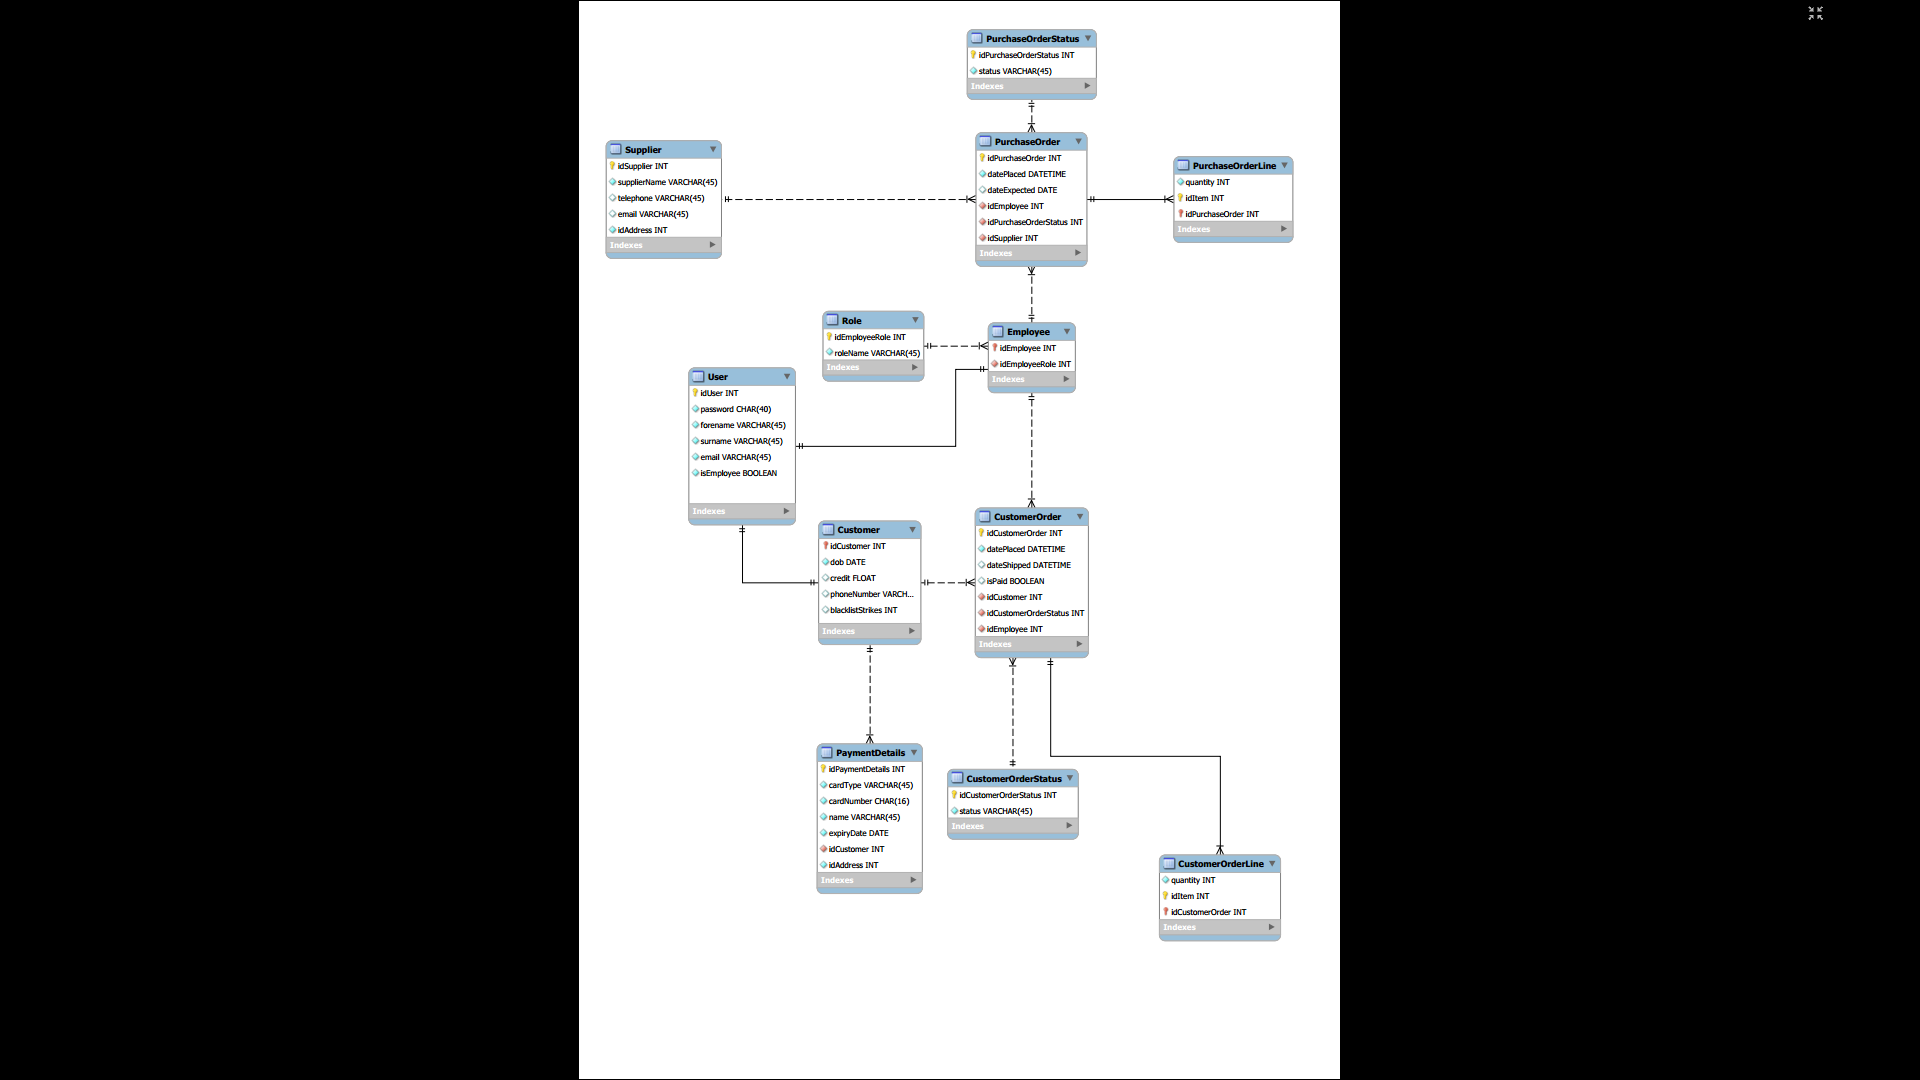 PurchaseOrderStatus
idPurchaseOrderStatus INT
status VARCHAR(45)
Indexes
Supplier
idSupplier INT
supplierName VARCHAR(45)
telephone VARCHAR(45)
email VARCHAR(45)
idAddress INT
Indexes
PurchaseOrder
idPurchaseOrder INT
datePlaced DATETIME
dateExpected DATE
idEmployee INT
idPurchaseOrderStatus INT
idSupplier INT
Indexes
PurchaseOrderLine
quantity INT
idItem INT
idPurchaseOrder INT
Indexes
Role
idEmployeeRole INT
roleName VARCHAR(45)
Indexes
Employee
idEmployee INT
idEmployeeRole INT
Indexes
User
idUser INT
password CHAR(40)
forename VARCHAR(45)
surname VARCHAR(45)
email VARCHAR(45)
isEmployee BOOLEAN
Indexes
Customer
idCustomer INT
dob DATE
credit FLOAT
phoneNumber VARCH...
blacklistStrikes INT
Indexes
CustomerOrder
idCustomerOrder INT
datePlaced DATETIME
dateShipped DATETIME
isPaid BOOLEAN
idCustomer INT
idCustomerOrderStatus INT
idEmployee INT
Indexes
PaymentDetails
idPaymentDetails INT
cardType VARCHAR(45)
cardNumber CHAR(16)
name VARCHAR(45)
expiryDate DATE
idCustomer INT
idAddress INT
Indexes
CustomerOrderStatus
idCustomerOrderStatus INT
status VARCHAR(45)
Indexes
CustomerOrderLine
quantity INT
idItem INT
idCustomerOrder INT
Indexes